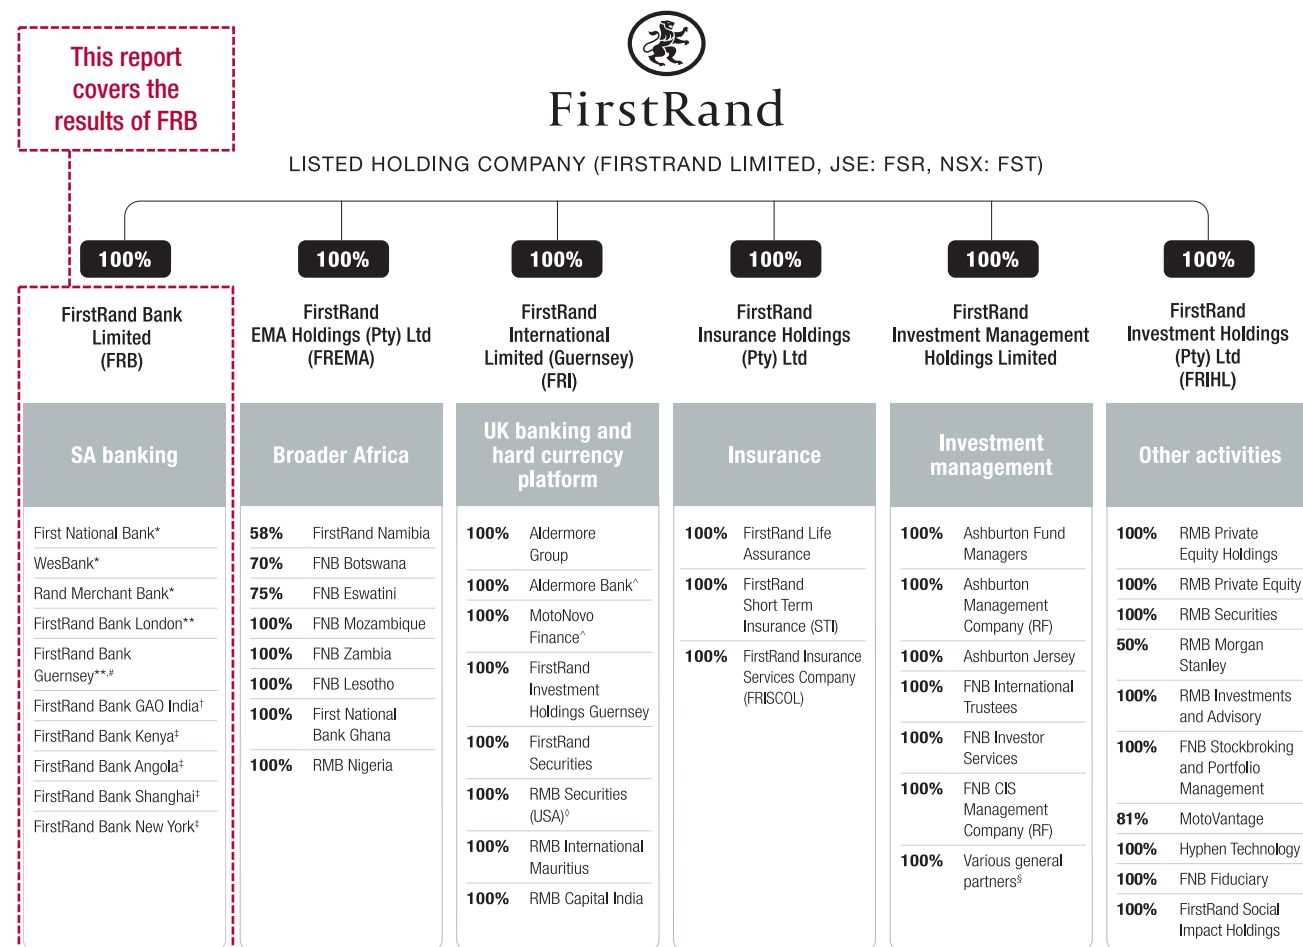 This report
covers the
results of FRB
FirstRand
LISTED HOLDING COMPANY (FIRSTRAND LIMITED, JSE: FSR, NSX: FST)
100%
100%
100%
100%
100%
100%
FirstRand Bank
Limited
(FRB)
FirstRand
EMA Holdings (Pty) Ltd
(FREMA)
FirstRand
International
Limited (Guernsey)
(FRI)
FirstRand
Insurance Holdings
(Pty) Ltd
FirstRand
Investment Management
Holdings Limited
FirstRand
Investment Holdings
(Pty) Ltd
(FRIHL)
SA banking
Broader Africa
UK banking and
hard currency
platform
Insurance
Investment
management
Other activities
First National Bank*
WesBank*
Rand Merchant Bank*
FirstRand Bank London**
FirstRand Bank
Guernsey**,#
FirstRand Bank GAO India†
FirstRand Bank Kenya‡
FirstRand Bank Angola‡
FirstRand Bank Shanghai‡
FirstRand Bank New York‡
58% FirstRand Namibia
70% FNB Botswana
75% FNB Eswatini
100% FNB Mozambique
100% FNB Zambia
100% FNB Lesotho
100% First National
Bank Ghana
100% RMB Nigeria
100% Aldermore
Group
100% Aldermore Bank^
100% MotoNovo
Finance^
100% FirstRand
Investment
Holdings Guernsey
100% FirstRand
Securities
100% RMB Securities
(USA)◊
100% RMB International
Mauritius
100% RMB Capital India
100% FirstRand Life
Assurance
100% FirstRand
Short Term
Insurance (STI)
100% FirstRand Insurance
Services Company
(FRISCOL)
100% Ashburton Fund
Managers
100% Ashburton
Management
Company (RF)
100% Ashburton Jersey
100% FNB International
Trustees
100% FNB Investor
Services
100% FNB CIS
Management
Company (RF)
100% Various general
partners§
100% RMB Private
Equity Holdings
100% RMB Private Equity
100% RMB Securities
50% RMB Morgan
Stanley
100% RMB Investments
and Advisory
100% FNB Stockbroking
and Portfolio
Management
81% MotoVantage
100% Hyphen Technology
100% FNB Fiduciary
100% FirstRand Social
Impact Holdings